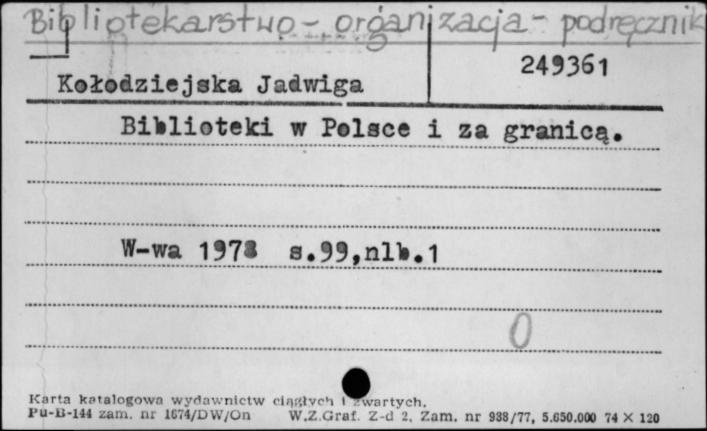 Bibliotekarstwo - organizacja - podręcznik
249361
Kołodziejska Jadwiga
Biblioteki w Polsce i za granicą.
W-wa 1978 s.99,nlb.1
0
Karta katalogowa wydawnictw ciągłych i zwartych.
Pu-B-144 zam. nr 1674/DW/On W.Z.Graf. Z-d 2. Zam. nr 938/77, 5.650.000 74 X 120